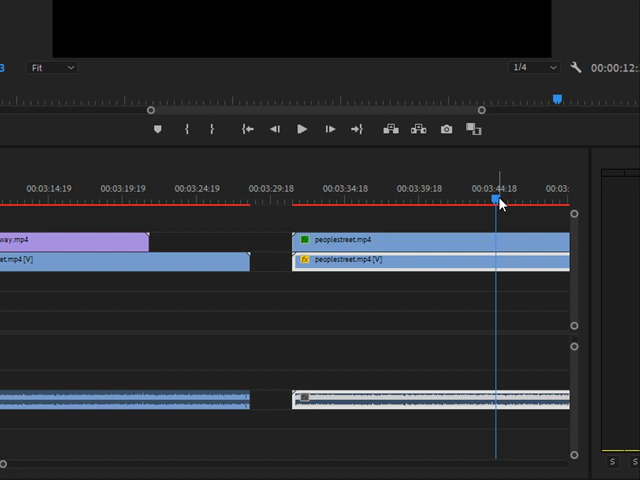 3 Fit 1/4 00:00:12:
00:03:14:19 00:03:19:19 00:03:24:19 00:03:29:18 00:03:34:18 00:03:39:18 00:03:44:18 00:03:
way.mp4 peoplestreet.mp4
et.mp4 [V] fx peoplestreet.mp4 [V]
S S